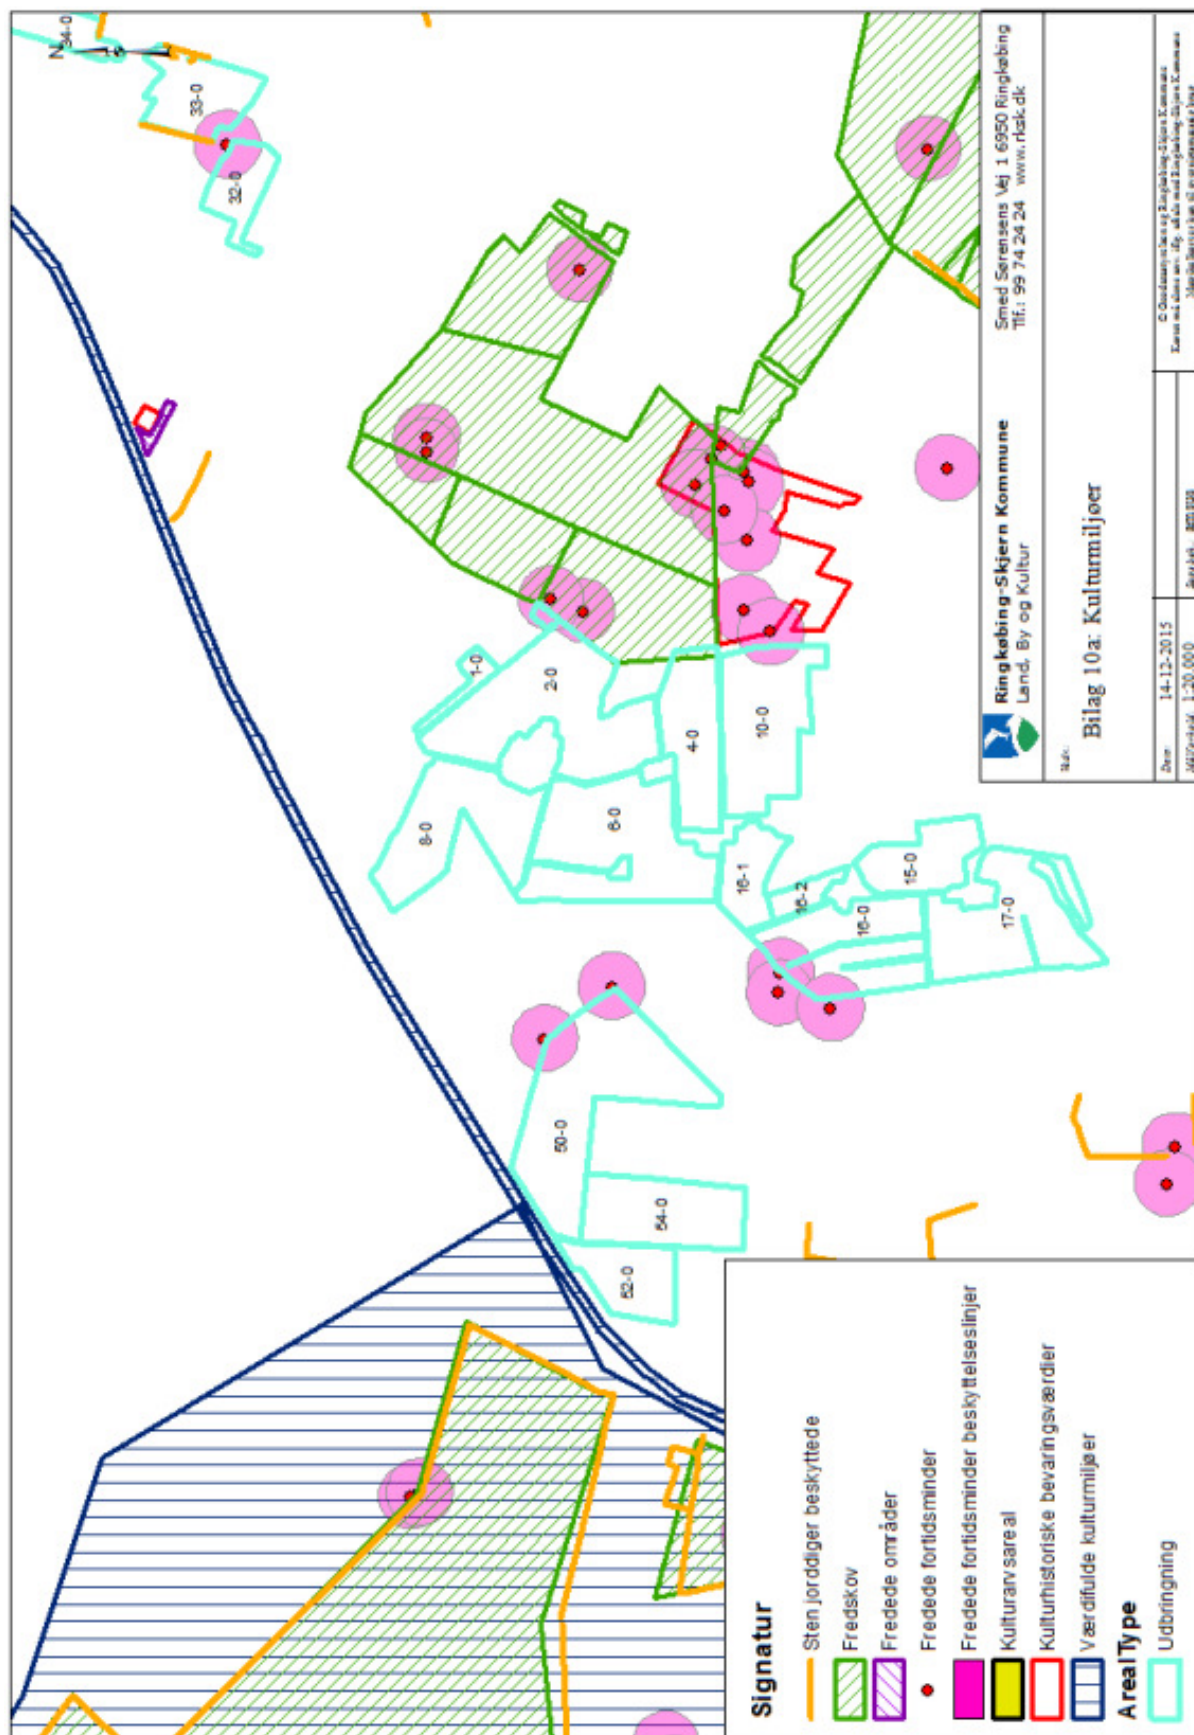 N
34-0
33-0
32-0
1-0
2-0
8-0
4-0
6-0
10-0
16-1
16-2
15-0
16-0
17-0
50-0
54-0
52-0
Signatur
Sten jorddiger beskyttede
Fredskov
Fredede områder
Fredede fortidsminder
Fredede fortidsminder beskyttelseslinjer
Kulturarvsareal
Kulturhistoriske bevaringsværdier
Værdifulde kulturmiljøer
ArealType
Udbringning
Ringkøbing-Skjern Kommune
Land, By og Kultur
Smed Sørensens Vej 1 6950 Ringkøbing
Tlf.: 99 74 24 24 www.rksk.dk
Bilag 10a: Kulturmiljøer
Dato: 14-12-2015
1:20.000